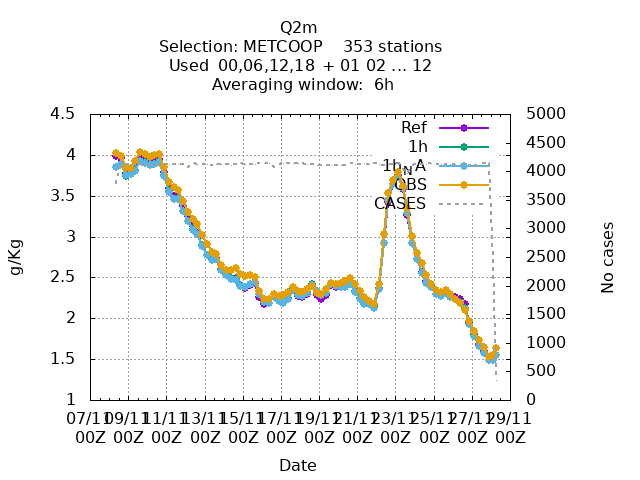 Q2m
Selection: METCOOP    353 stations
Used  00,06,12,18 + 01 02 ... 12
Averaging window:  6h
4.5
4
3.5
3
2.5
2
1.5
1
g/Kg
5000
4500
4000
3500
3000
2500
2000
1500
1000
500
0
No cases
Ref
1h
1h_NA
OBS
CASES
07/11 09/11 11/11 13/11 15/11 17/11 19/11 21/11 23/11 25/11 27/11 29/11
00Z 00Z 00Z 00Z 00Z 00Z 00Z 00Z 00Z 00Z 00Z 00Z
Date